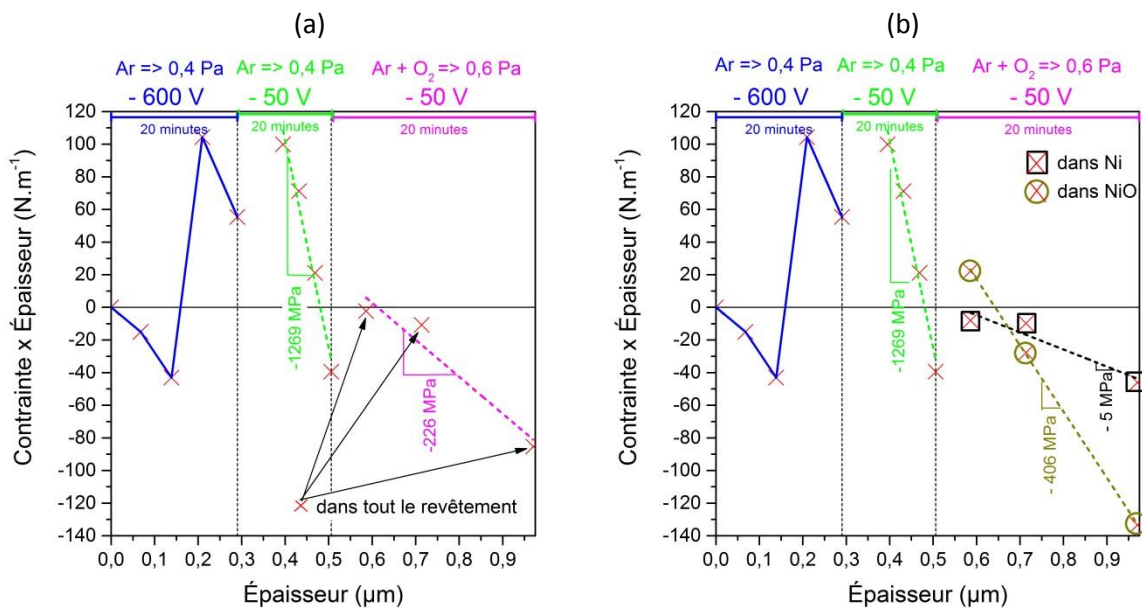 (a)
Ar => 0,4 Pa Ar => 0,4 Pa Ar + O₂ => 0,6 Pa
- 600 V - 50 V - 50 V
20 minutes 20 minutes 20 minutes
Contrainte x Épaisseur (N.m⁻¹)
120
100
80
60
40
20
0
-20
-40
-60
-80
-100
-120
-140
-1269 MPa
-226 MPa
dans tout le revêtement
0,0 0,1 0,2 0,3 0,4 0,5 0,6 0,7 0,8 0,9
Épaisseur (µm)
(b)
Ar => 0,4 Pa Ar => 0,4 Pa Ar + O₂ => 0,6 Pa
- 600 V - 50 V - 50 V
20 minutes 20 minutes 20 minutes
Contrainte x Épaisseur (N.m⁻¹)
120
100
80
60
40
20
0
-20
-40
-60
-80
-100
-120
-140
dans Ni
dans NiO
-1269 MPa
- 5 MPa
- 406 MPa
0,0 0,1 0,2 0,3 0,4 0,5 0,6 0,7 0,8 0,9
Épaisseur (µm)